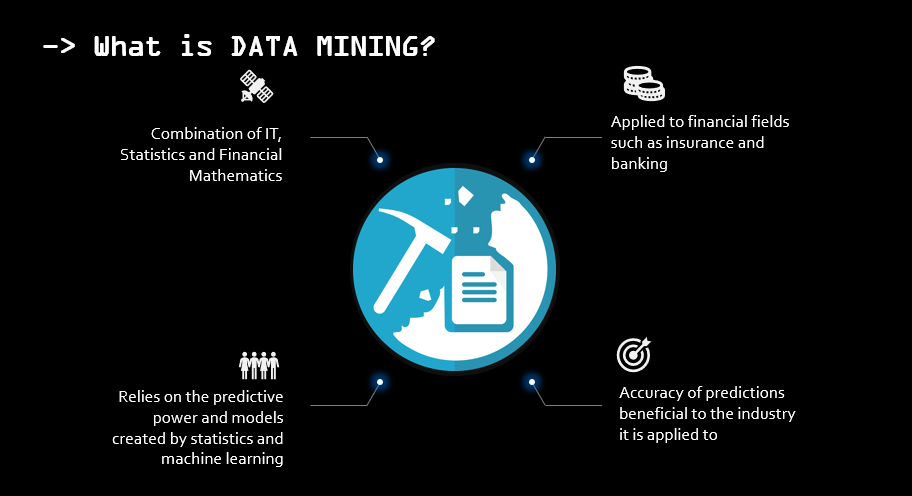 -> What is DATA MINING?
Combination of IT,
Statistics and Financial
Mathematics
Applied to financial fields
such as insurance and
banking
Relies on the predictive
power and models
created by statistics and
machine learning
Accuracy of predictions
beneficial to the industry
it is applied to